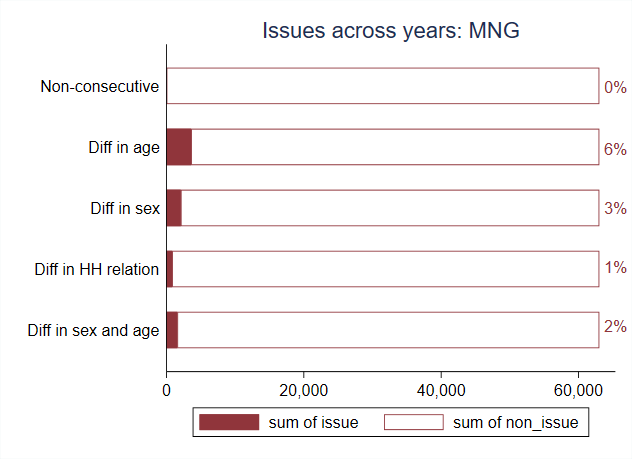 Issues across years: MNG
Non-consecutive 0%
Diff in age 6%
Diff in sex 3%
Diff in HH relation 1%
Diff in sex and age 2%
0 20,000 40,000 60,000
sum of issue sum of non_issue